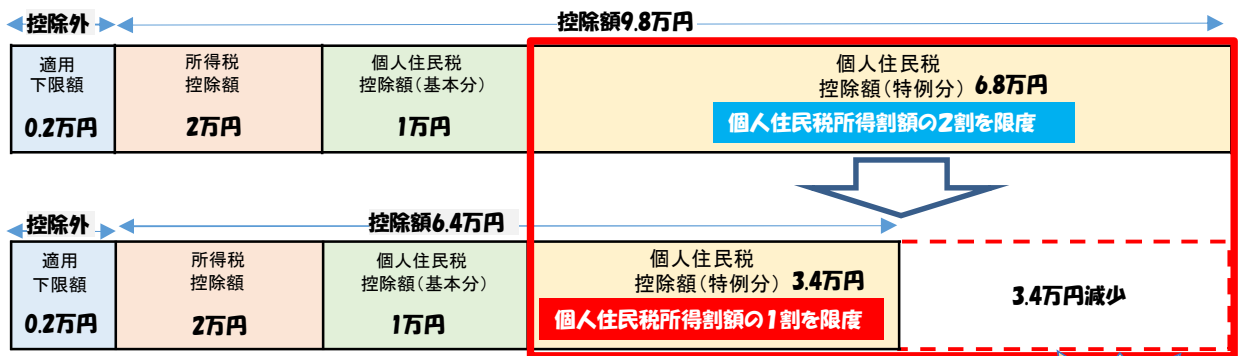 控除外
控除額9.8万円
適用
下限額
0.2万円
所得税
控除額
2万円
個人住民税
控除額(基本分)
1万円
個人住民税
控除額(特例分) 6.8万円
個人住民税所得割額の2割を限度
控除外
控除額6.4万円
適用
下限額
0.2万円
所得税
控除額
2万円
個人住民税
控除額(基本分)
1万円
個人住民税
控除額(特例分) 3.4万円
個人住民税所得割額の1割を限度
3.4万円減少